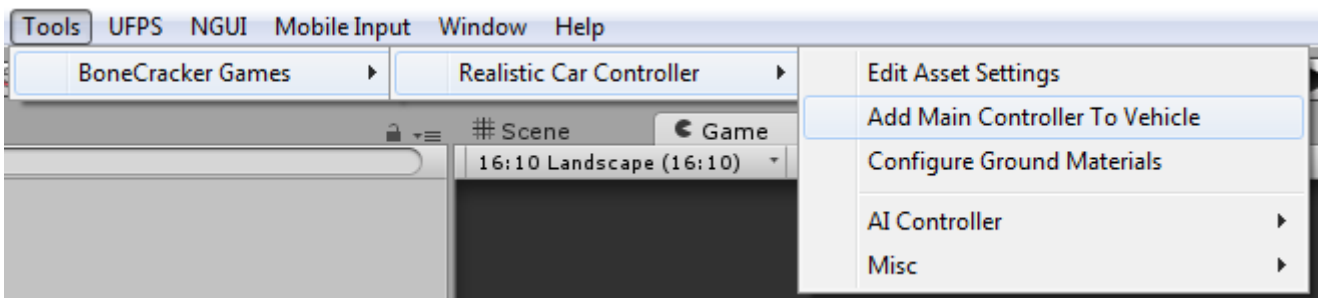 Tools UFPS NGUI Mobile Input Window Help
BoneCracker Games
Realistic Car Controller
Edit Asset Settings
Add Main Controller To Vehicle
Configure Ground Materials
AI Controller
Misc
Scene Game
16:10 Landscape (16:10)